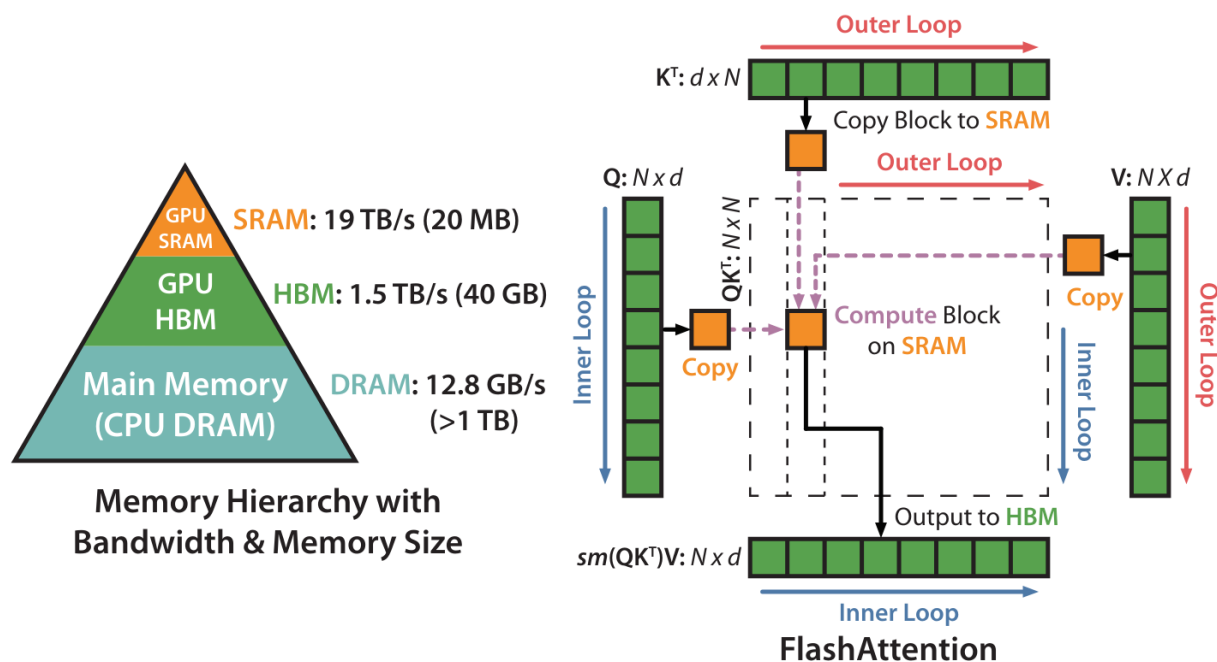 GPU
SRAM
SRAM: 19 TB/s (20 MB)
GPU
HBM
HBM: 1.5 TB/s (40 GB)
Main Memory
(CPU DRAM)
DRAM: 12.8 GB/s
(>1 TB)
Memory Hierarchy with
Bandwidth & Memory Size
Outer Loop
Kᵀ: d x N
Copy Block to SRAM
Outer Loop
Q: N x d
V: N X d
QKᵀ: N x N
Inner Loop
Copy
Compute Block
on SRAM
Copy
Inner Loop
Outer Loop
Output to HBM
sm(QKᵀ)V: N x d
Inner Loop
FlashAttention